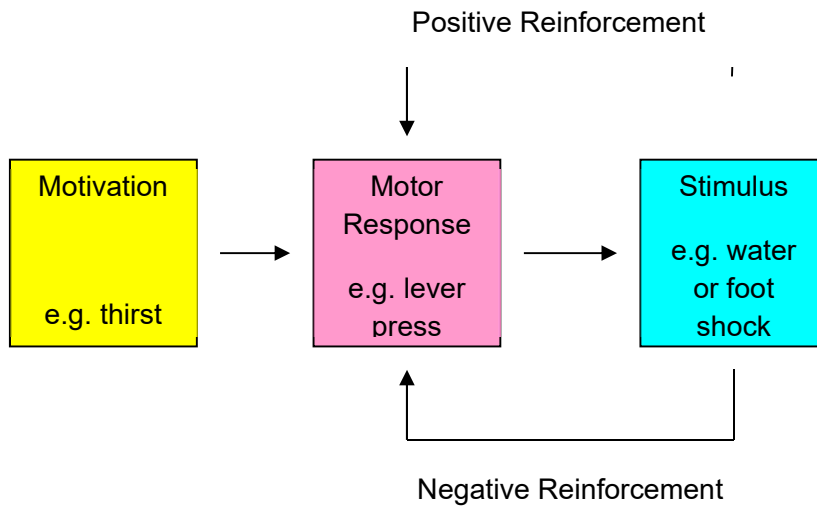 Positive Reinforcement
Motivation
e.g. thirst
Motor
Response
e.g. lever
press
Stimulus
e.g. water
or foot
shock
Negative Reinforcement